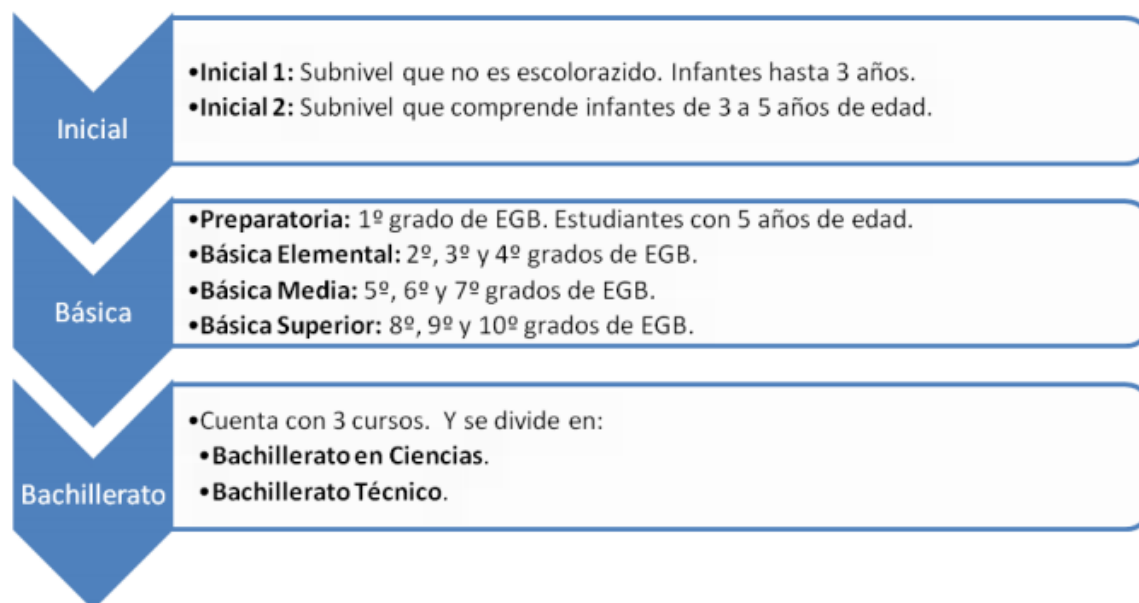 Inicial
•Inicial 1: Subnivel que no es escolorazido. Infantes hasta 3 años.
•Inicial 2: Subnivel que comprende infantes de 3 a 5 años de edad.
Básica
•Preparatoria: 1º grado de EGB. Estudiantes con 5 años de edad.
•Básica Elemental: 2º, 3º y 4º grados de EGB.
•Básica Media: 5º, 6º y 7º grados de EGB.
•Básica Superior: 8º, 9º y 10º grados de EGB.
Bachillerato
•Cuenta con 3 cursos. Y se divide en:
•Bachillerato en Ciencias.
•Bachillerato Técnico.